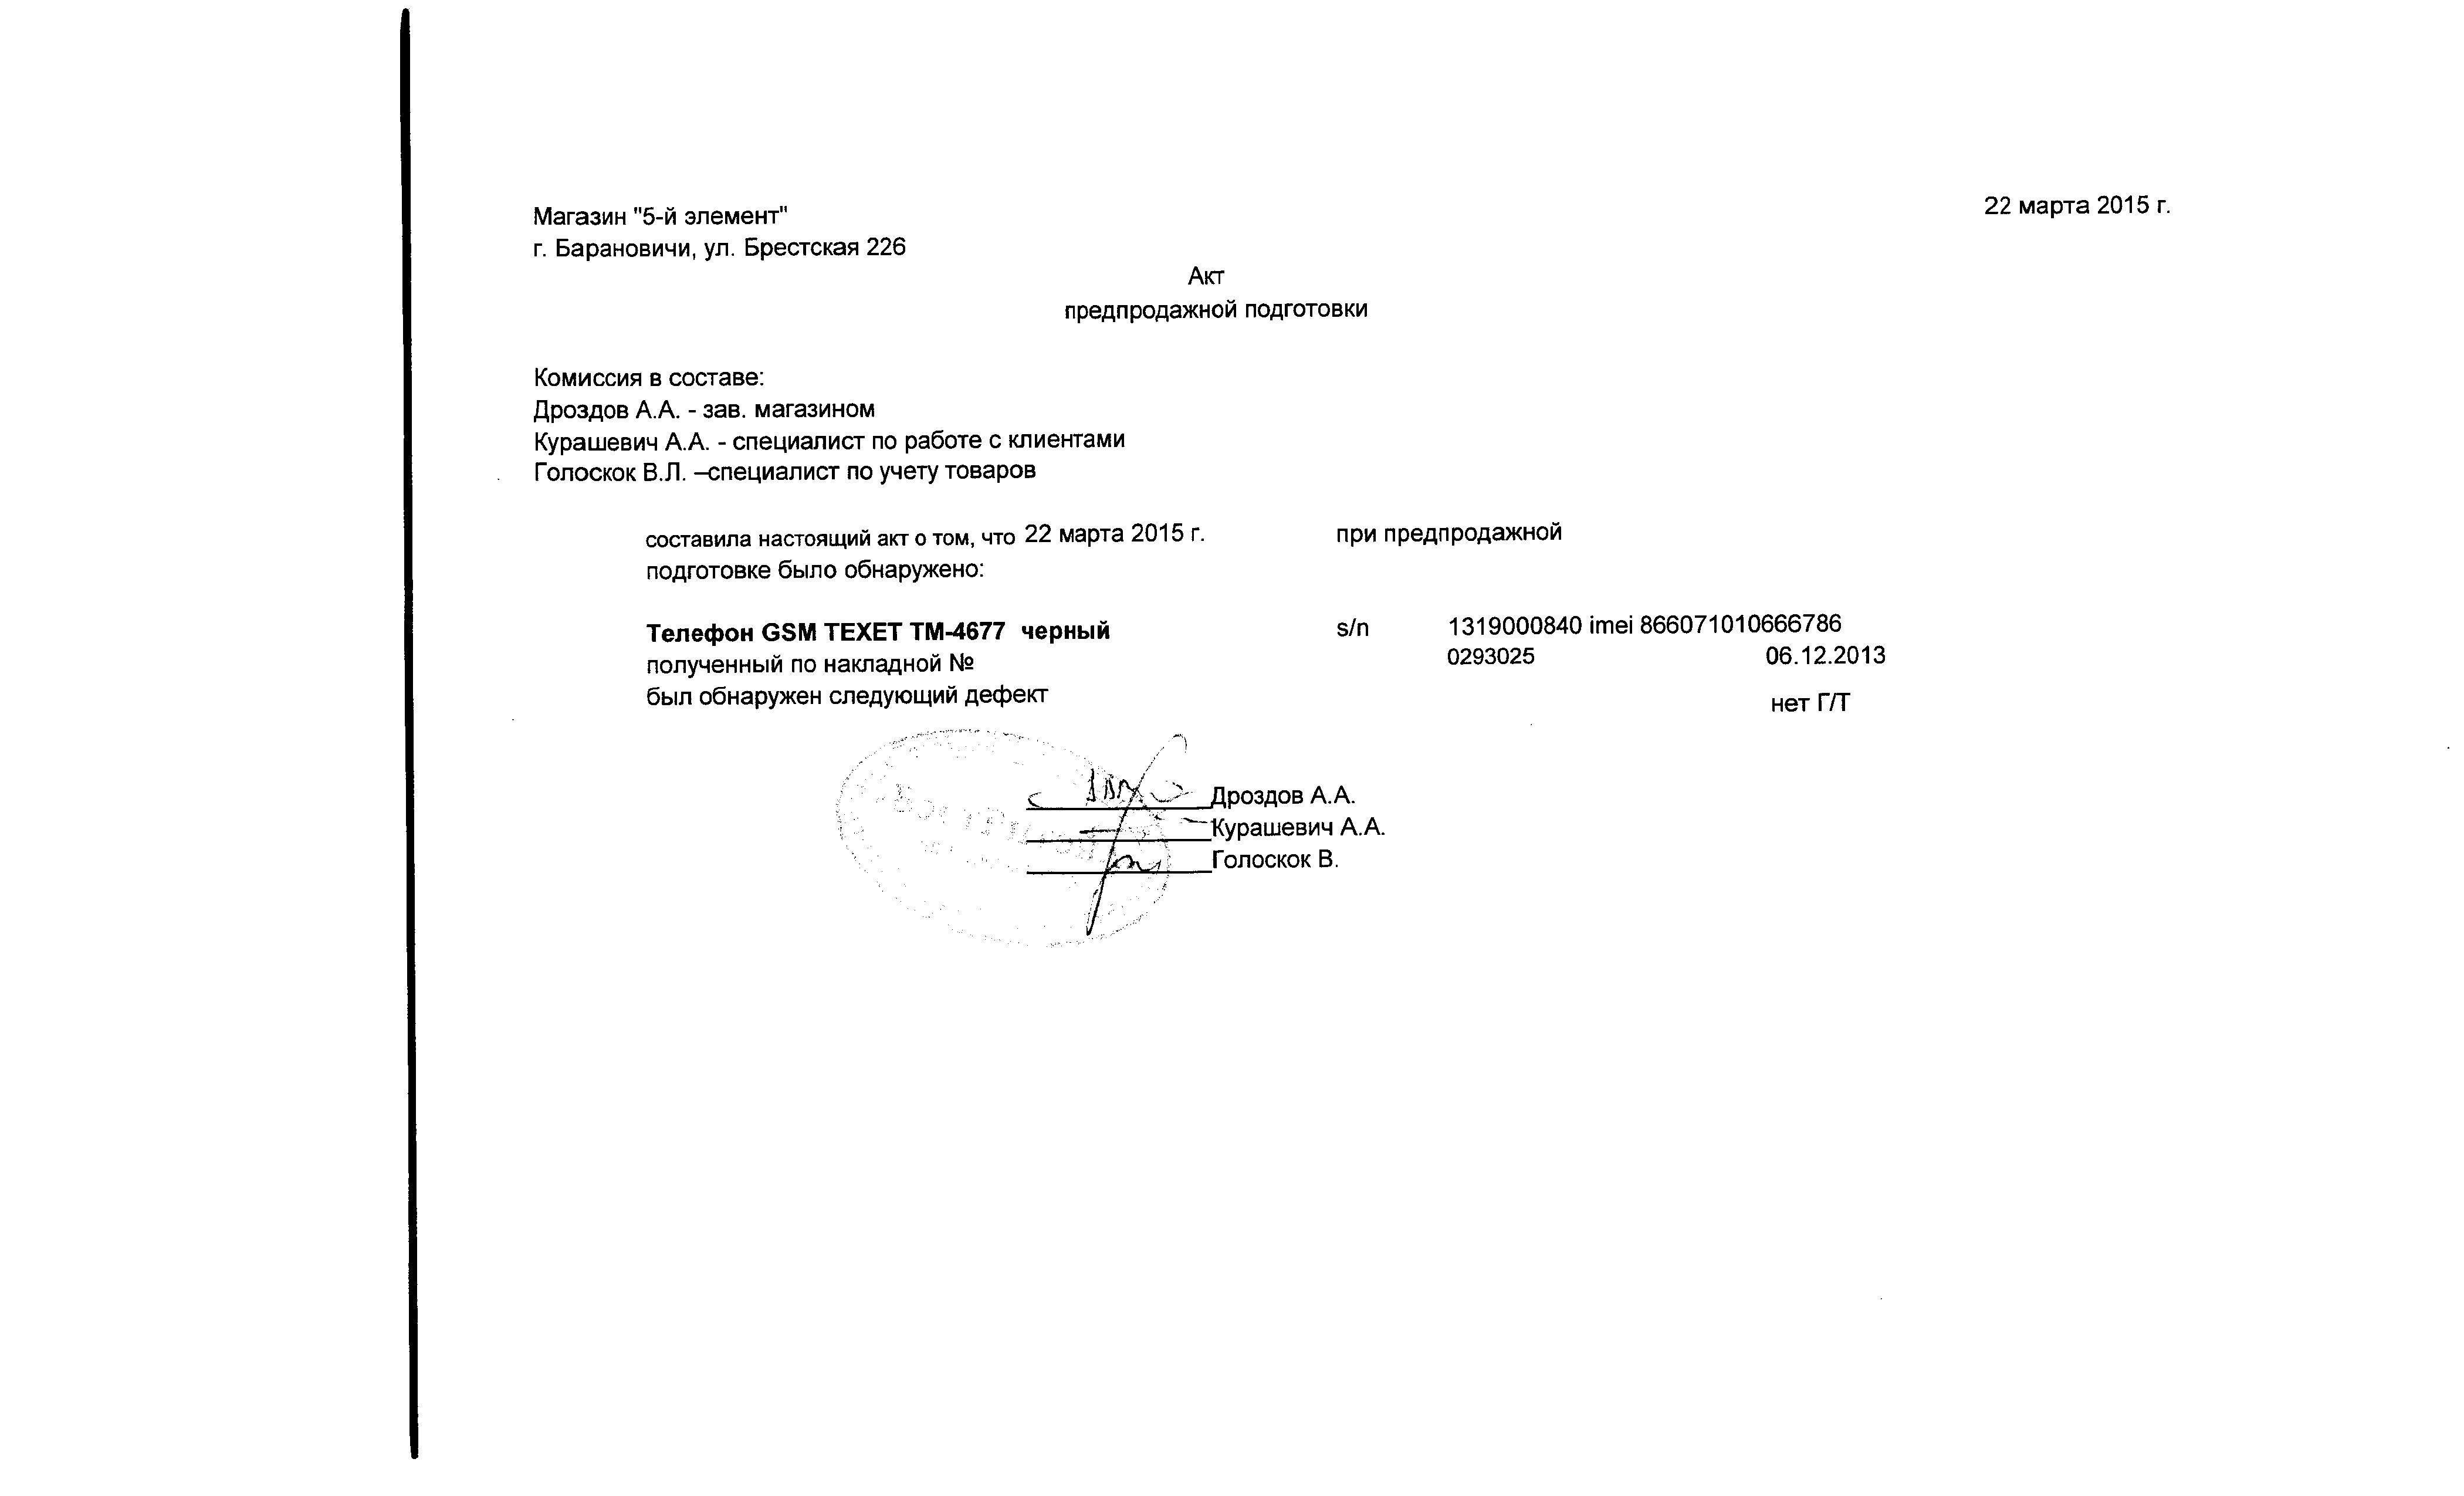 Магазин "5-й элемент"
22 марта 2015 г.
г. Барановичи, ул. Брестская 226
Акт
предпродажной подготовки
Комиссия в составе:
Дроздов А.А. - зав. магазином
Курашевич А.А. - специалист по работе с клиентами
Голоскок В.Л. –специалист по учету товаров
составила настоящий акт о том, что 22 марта 2015 г. при предпродажной
подготовке было обнаружено:
Телефон GSM TEXET TM-4677 черный s/n 1319000840 imei 866071010666786
полученный по накладной № 0293025 06.12.2013
был обнаружен следующий дефект нет Г/Т
Дроздов А.А.
Курашевич А.А.
Голоскок В.